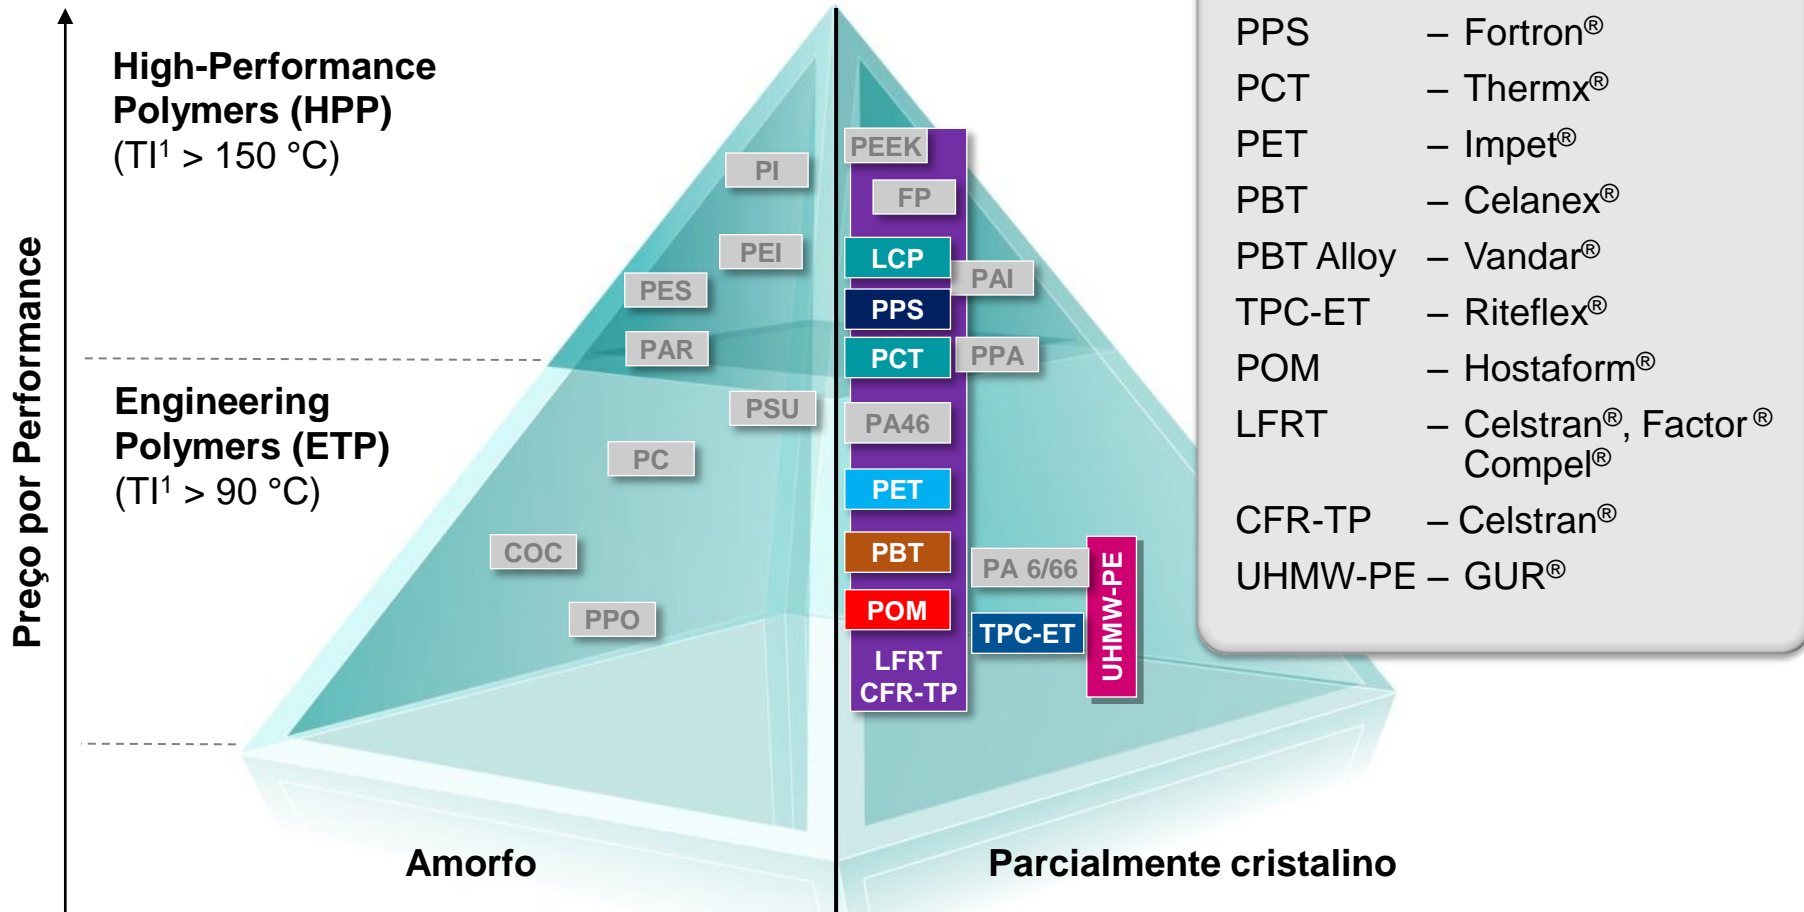 High-Performance
Polymers (HPP)
(TI¹ > 150 °C)
Engineering
Polymers (ETP)
(TI¹ > 90 °C)
Preço por Performance
PI
PEI
PES
PAR
PSU
PC
COC
PPO
PEEK
FP
LCP
PAI
PPS
PCT
PPA
PA46
PET
PBT
PA 6/66
POM
TPC-ET
UHMW-PE
LFRT
CFR-TP
Amorfo
Parcialmente cristalino
PPS – Fortron®
PCT – Thermx®
PET – Impet®
PBT – Celanex®
PBT Alloy – Vandar®
TPC-ET – Riteflex®
POM – Hostaform®
LFRT – Celstran®, Factor ®
Compel®
CFR-TP – Celstran®
UHMW-PE – GUR®